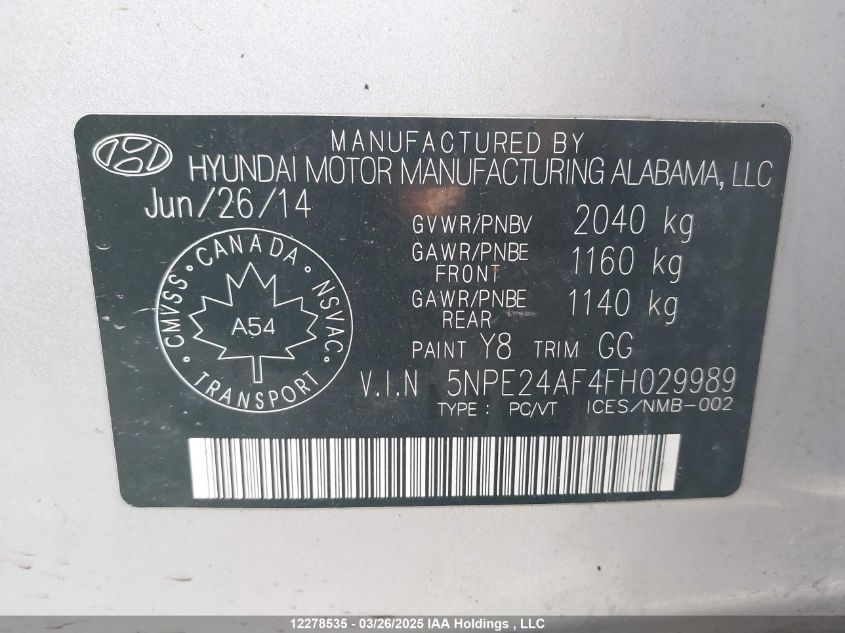 MANUFACTURED BY
HYUNDAI MOTOR MANUFACTURING ALABAMA, LLC
Jun/26/14
GVWR/PNBV 2040 kg
GAWR/PNBE FRONT 1160 kg
GAWR/PNBE REAR 1140 kg
CANADA
CMVSS NSVAC
A54
TRANSPORT
PAINT Y8 TRIM GG
V.I.N 5NPE24AF4FH029989
TYPE : PC/VT ICES/NMB-002
12278535 - 03/26/2025 IAA Holdings , LLC